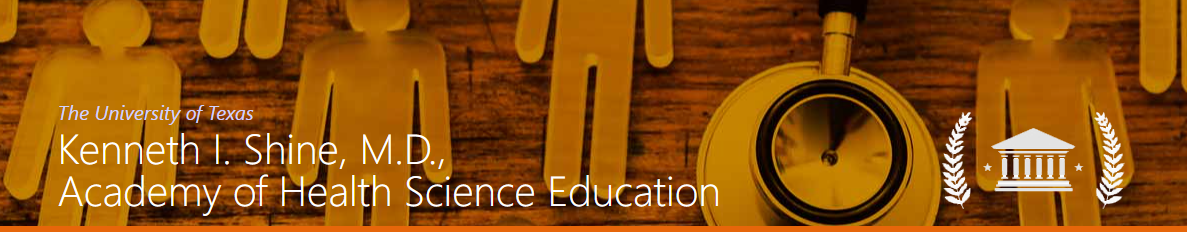 The University of Texas
Kenneth I. Shine, M.D.,
Academy of Health Science Education